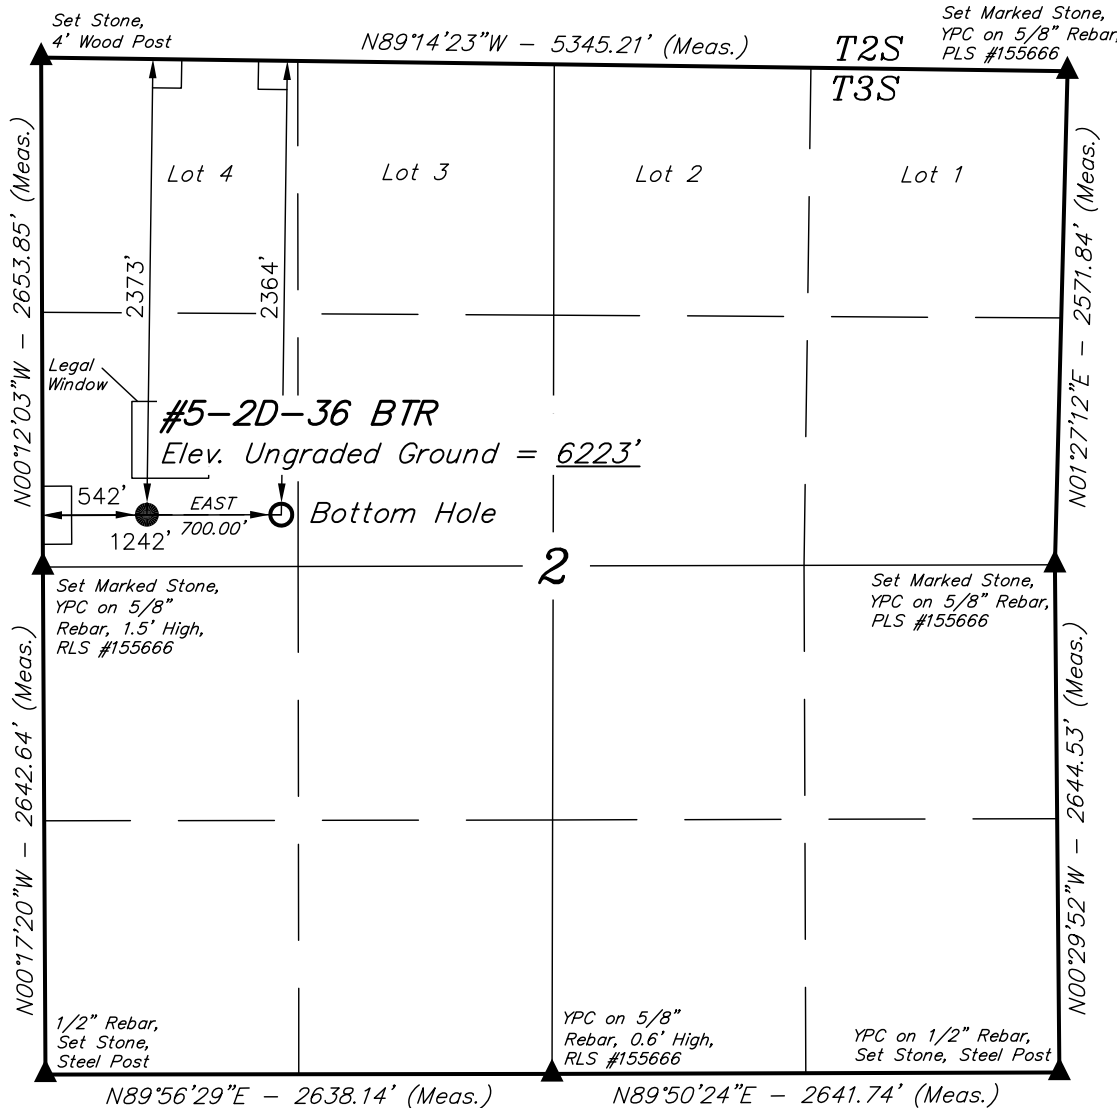 Set Stone,
4' Wood Post
N89°14'23"W - 5345.21' (Meas.)
T2S
T3S
Set Marked Stone,
YPC on 5/8" Rebar,
PLS #155666
Lot 4
Lot 3
Lot 2
Lot 1
N00°12'03"W - 2653.85' (Meas.)
N01°27'12"E - 2571.84' (Meas.)
2373'
2364'
Legal
Window
#5-2D-36 BTR
Elev. Ungraded Ground = 6223'
542'
EAST
700.00'
1242'
Bottom Hole
2
Set Marked Stone,
YPC on 5/8"
Rebar, 1.5' High,
RLS #155666
Set Marked Stone,
YPC on 5/8" Rebar,
PLS #155666
N00°17'20"W - 2642.64' (Meas.)
N00°29'52"W - 2644.53' (Meas.)
1/2" Rebar,
Set Stone,
Steel Post
YPC on 5/8"
Rebar, 0.6' High,
RLS #155666
YPC on 1/2" Rebar,
Set Stone, Steel Post
N89°56'29"E - 2638.14' (Meas.)
N89°50'24"E - 2641.74' (Meas.)